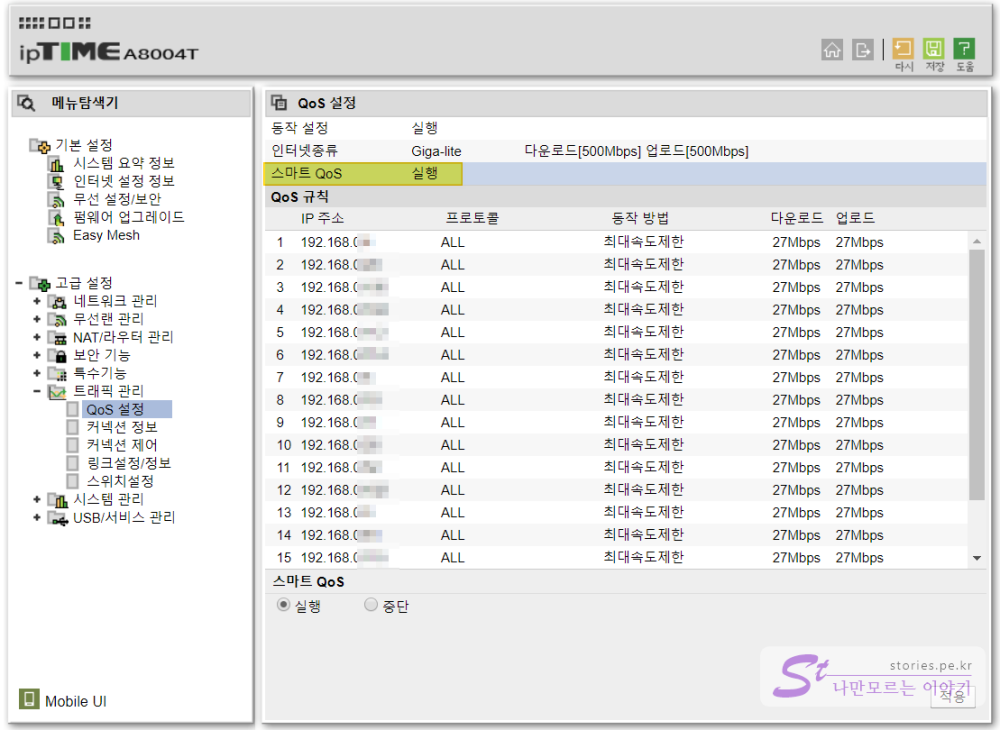 ipTIME A8004T
다시 저장 도움
메뉴탐색기
기본 설정
시스템 요약 정보
인터넷 설정 정보
무선 설정/보안
펌웨어 업그레이드
Easy Mesh
고급 설정
네트워크 관리
무선랜 관리
NAT/라우터 관리
보안 기능
특수기능
트래픽 관리
QoS 설정
커넥션 정보
커넥션 제어
링크설정/정보
스위치설정
시스템 관리
USB/서비스 관리
Mobile UI
QoS 설정
동작 설정 실행
인터넷종류 Giga-lite 다운로드[500Mbps] 업로드[500Mbps]
스마트 QoS 실행
QoS 규칙
IP 주소 프로토콜 동작 방법 다운로드 업로드
1 192.168. ALL 최대속도제한 27Mbps 27Mbps
2 192.168. ALL 최대속도제한 27Mbps 27Mbps
3 192.168. ALL 최대속도제한 27Mbps 27Mbps
4 192.168. ALL 최대속도제한 27Mbps 27Mbps
5 192.168. ALL 최대속도제한 27Mbps 27Mbps
6 192.168. ALL 최대속도제한 27Mbps 27Mbps
7 192.168. ALL 최대속도제한 27Mbps 27Mbps
8 192.168. ALL 최대속도제한 27Mbps 27Mbps
9 192.168. ALL 최대속도제한 27Mbps 27Mbps
10 192.168. ALL 최대속도제한 27Mbps 27Mbps
11 192.168. ALL 최대속도제한 27Mbps 27Mbps
12 192.168. ALL 최대속도제한 27Mbps 27Mbps
13 192.168. ALL 최대속도제한 27Mbps 27Mbps
14 192.168. ALL 최대속도제한 27Mbps 27Mbps
15 192.168. ALL 최대속도제한 27Mbps 27Mbps
스마트 QoS
실행 중단
St stories.pe.kr
나만모르는 이야기
적용